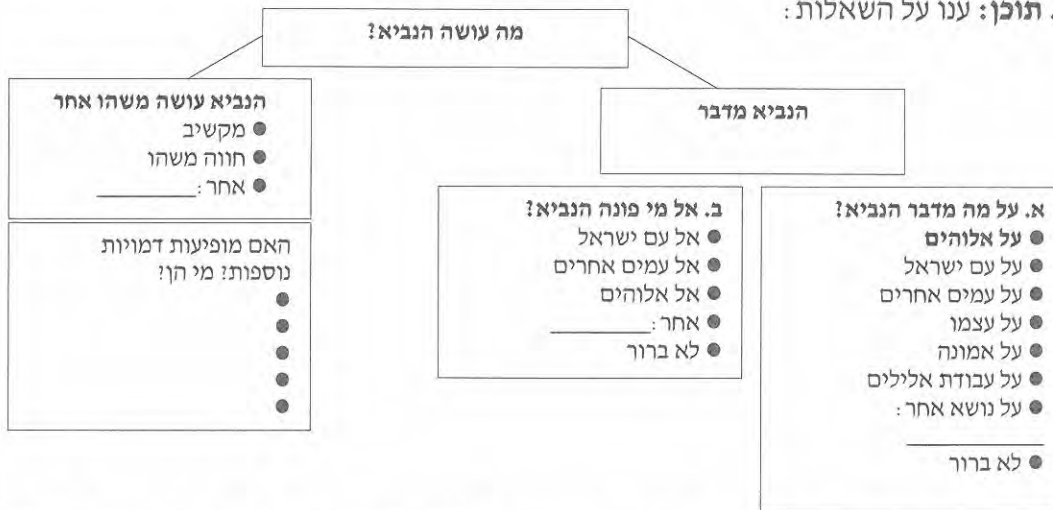 . תוכן: ענו על השאלות:
מה עושה הנביא?
הנביא מדבר
א. על מה מדבר הנביא?
● על אלוהים
● על עם ישראל
● על עמים אחרים
● על עצמו
● על אמונה
● על עבודת אלילים
● על נושא אחר:
__________
● לא ברור
ב. אל מי פונה הנביא?
● אל עם ישראל
● אל עמים אחרים
● אל אלוהים
● אחר: __________
● לא ברור
הנביא עושה משהו אחר
● מקשיב
● חווה משהו
● אחר: __________
האם מופיעות דמויות
נוספות? מי הן?
●
●
●
●
●